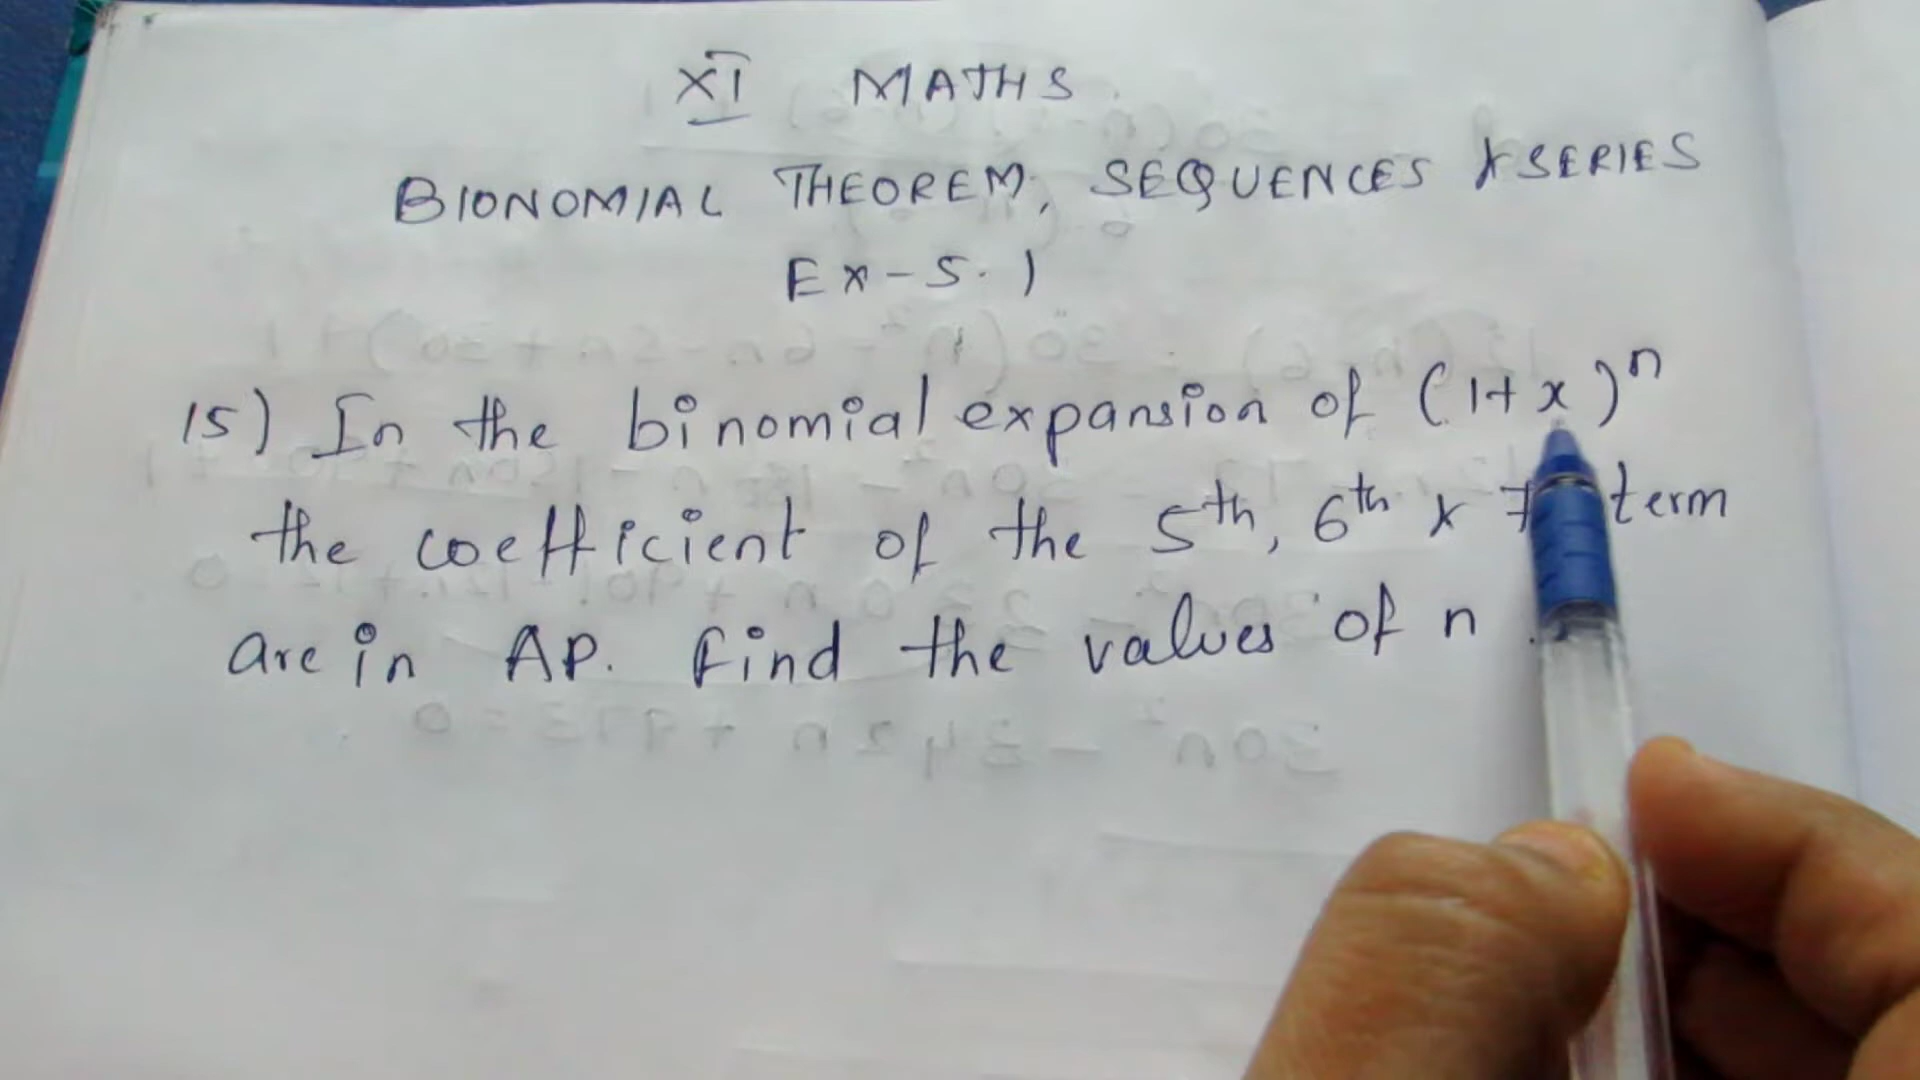 XI MATHS
BIONOMIAL THEOREM, SEQUENCES & SERIES
Ex-5.1
15) In the binomial expansion of (1+x)ⁿ
the coefficient of the 5th, 6th & 7 term
are in AP. find the values of n.